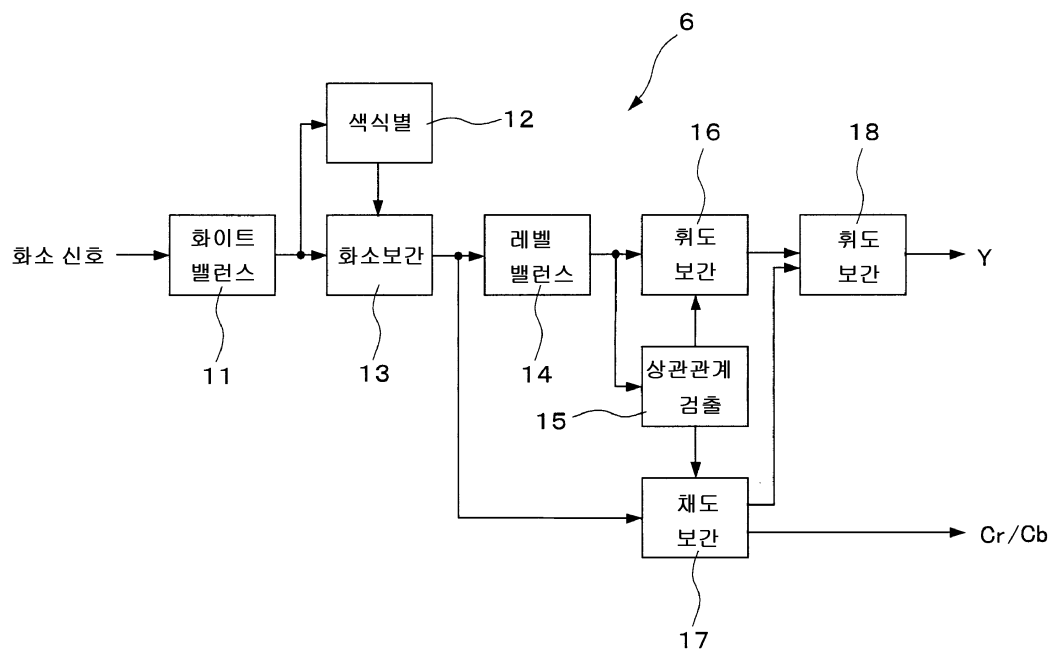 6
색식별
12
16
18
화소 신호
화이트
밸런스
화소보간
레벨
밸런스
휘도
보간
휘도
보간
Y
11
13
14
상관관계
검출
15
채도
보간
Cr/Cb
17